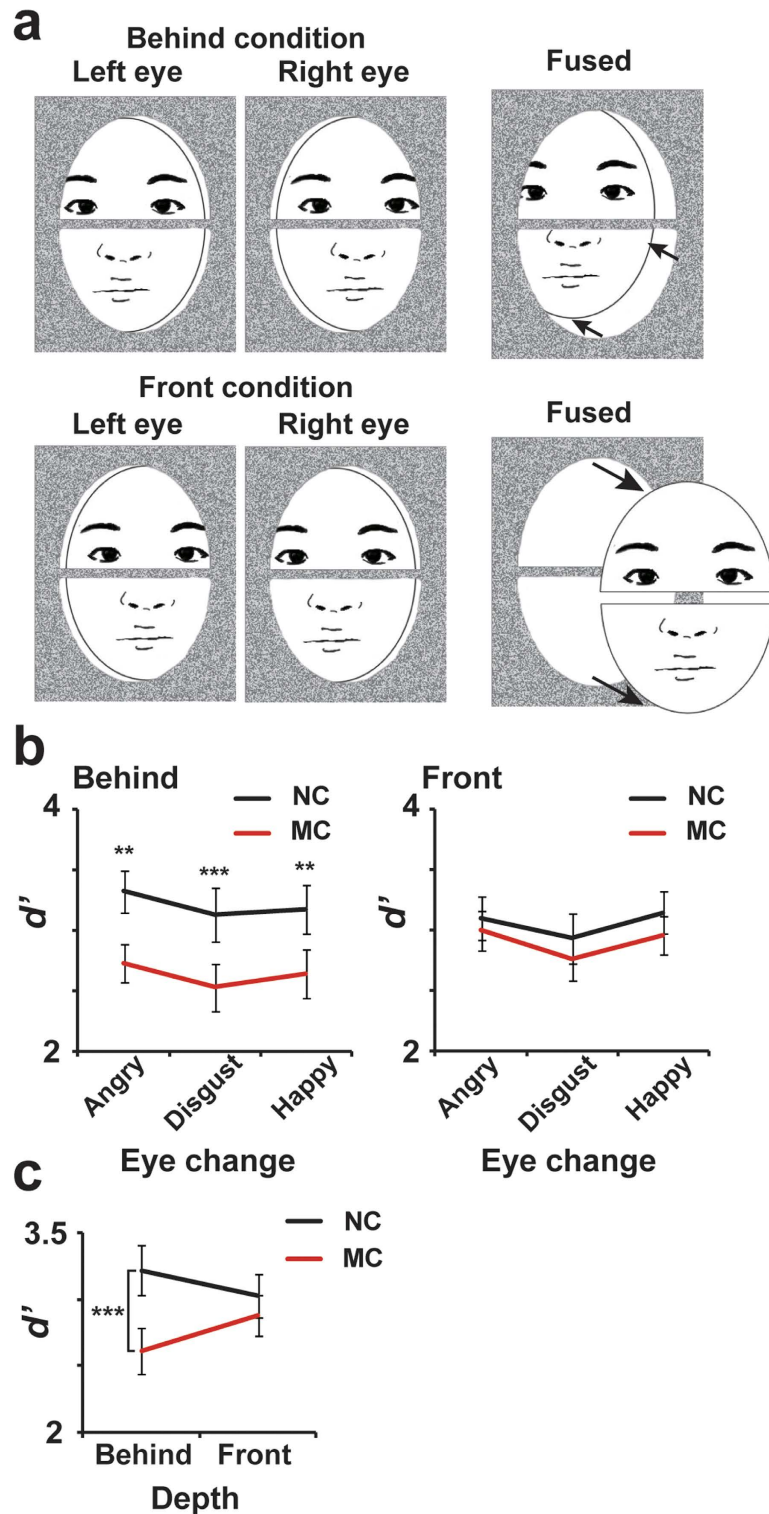 a
Behind condition
Left eye Right eye Fused
Front condition
Left eye Right eye Fused
b
Behind
NC
MC
4
d'
2
** *** **
Angry Disgust Happy
Eye change
Front
NC
MC
4
d'
2
Angry Disgust Happy
Eye change
c
NC
MC
3.5
***
d'
2
Behind Front
Depth